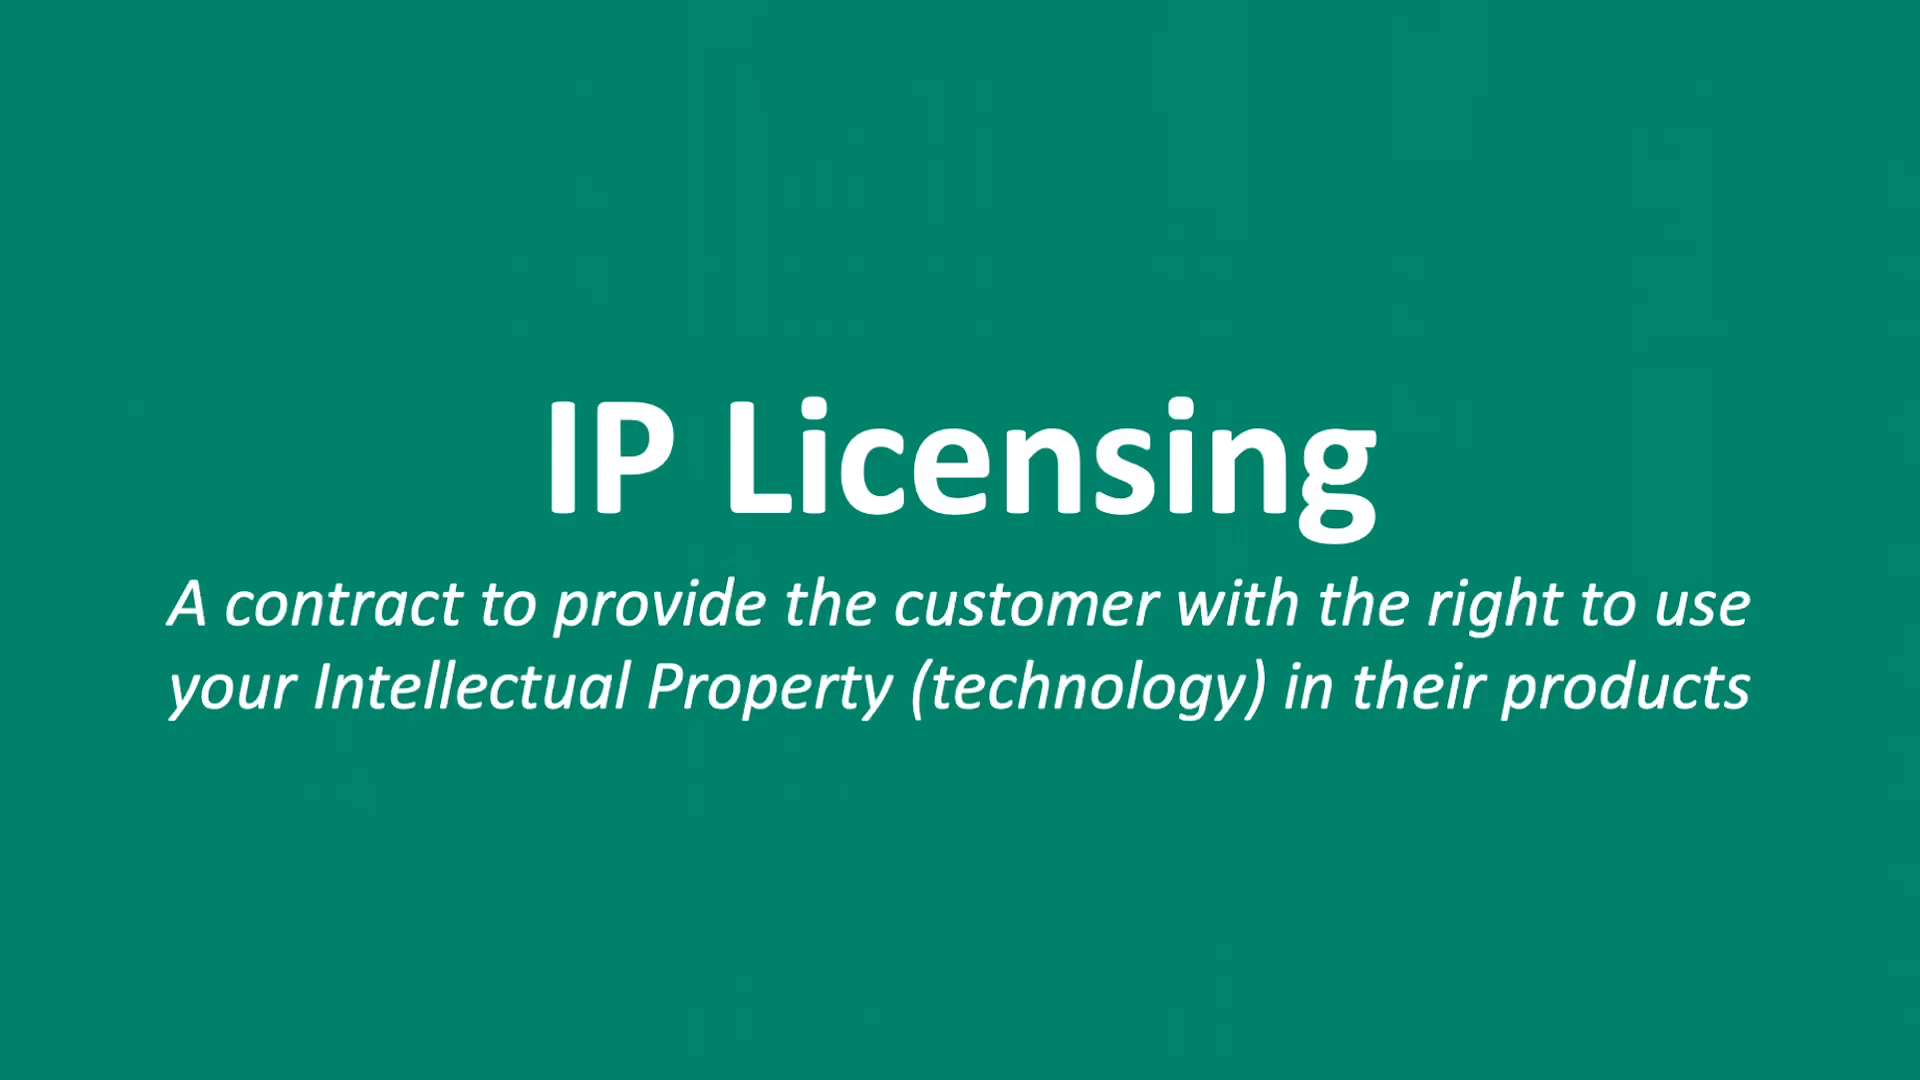 IP Licensing
A contract to provide the customer with the right to use
your Intellectual Property (technology) in their products